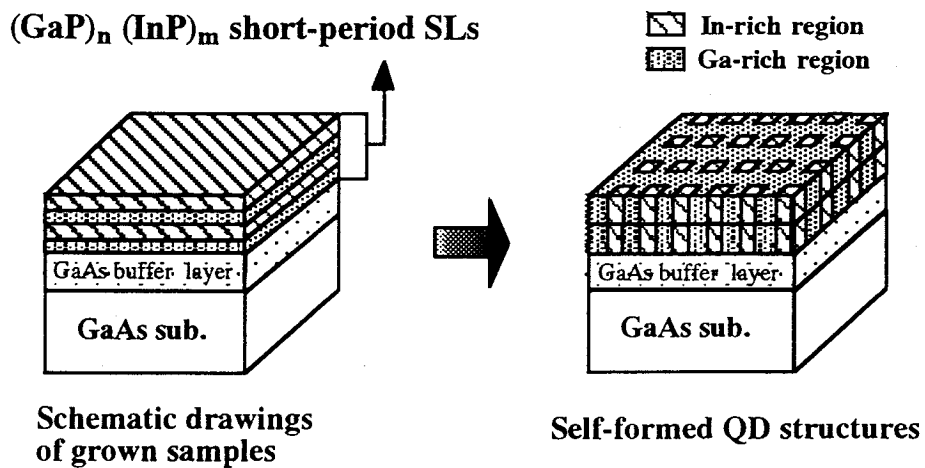 (GaP)n (InP)m short-period SLs
In-rich region
Ga-rich region
GaAs buffer layer
GaAs sub.
GaAs buffer layer
GaAs sub.
Schematic drawings
of grown samples
Self-formed QD structures